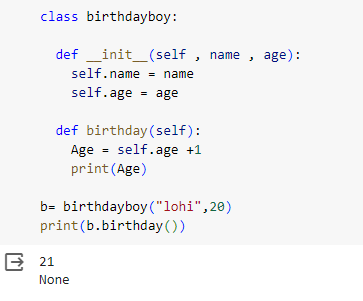 class birthdayboy:
def __init__(self , name , age):
self.name = name
self.age = age
def birthday(self):
Age = self.age +1
print(Age)
b= birthdayboy("lohi",20)
print(b.birthday())
21
None